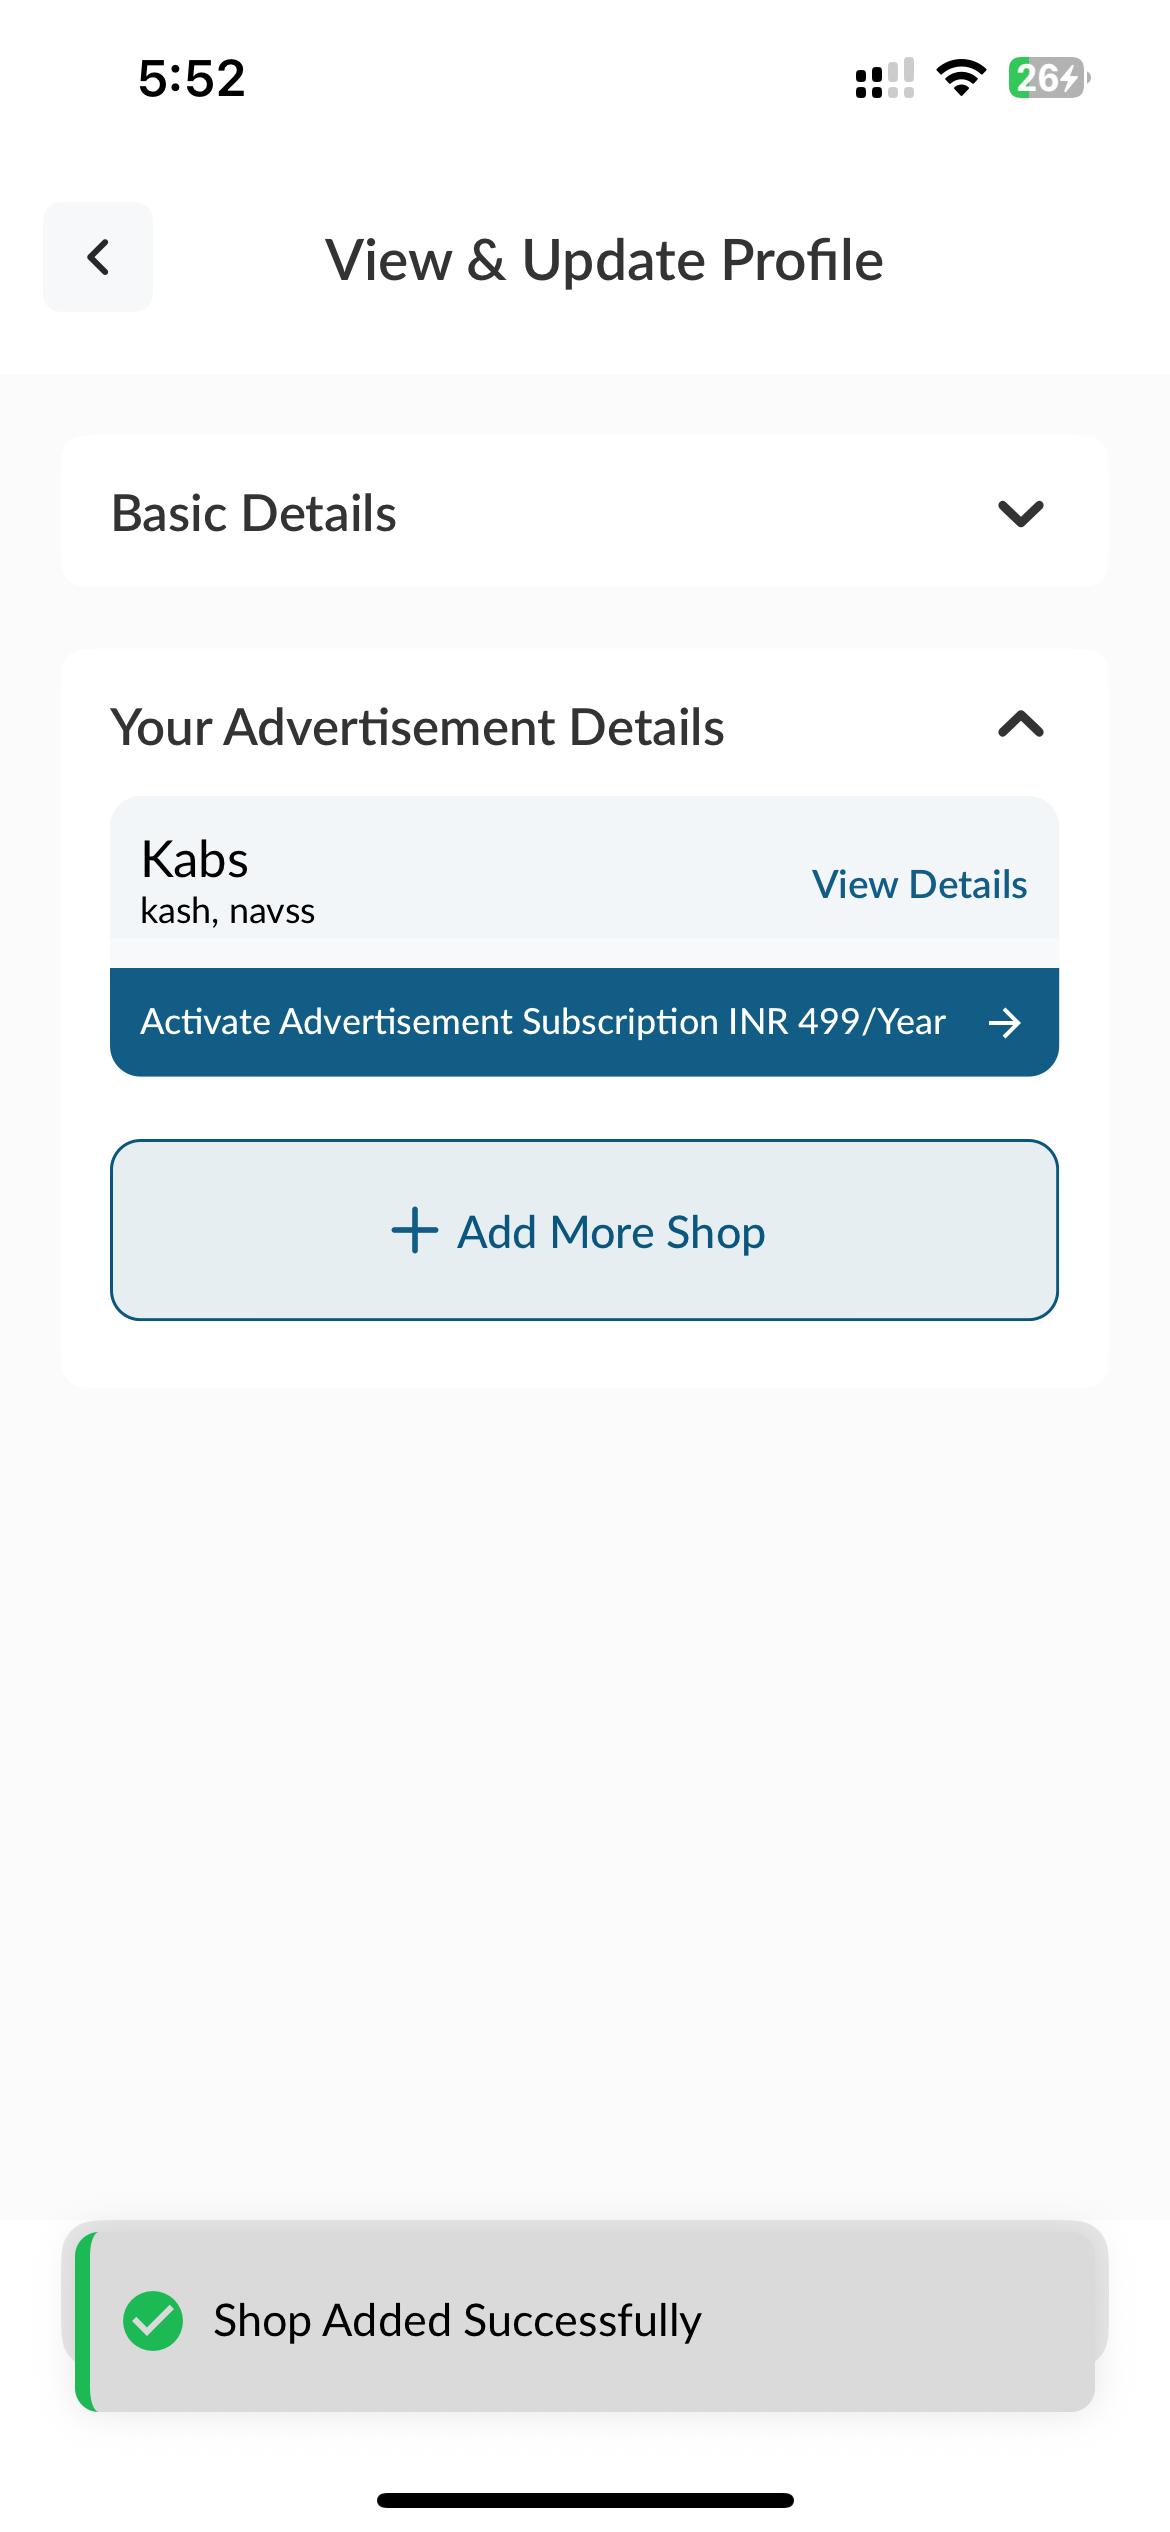 5:52
26
View & Update Profile
Basic Details
Your Advertisement Details
Kabs
kash, navss
View Details
Activate Advertisement Subscription INR 499/Year
Add More Shop
Shop Added Successfully